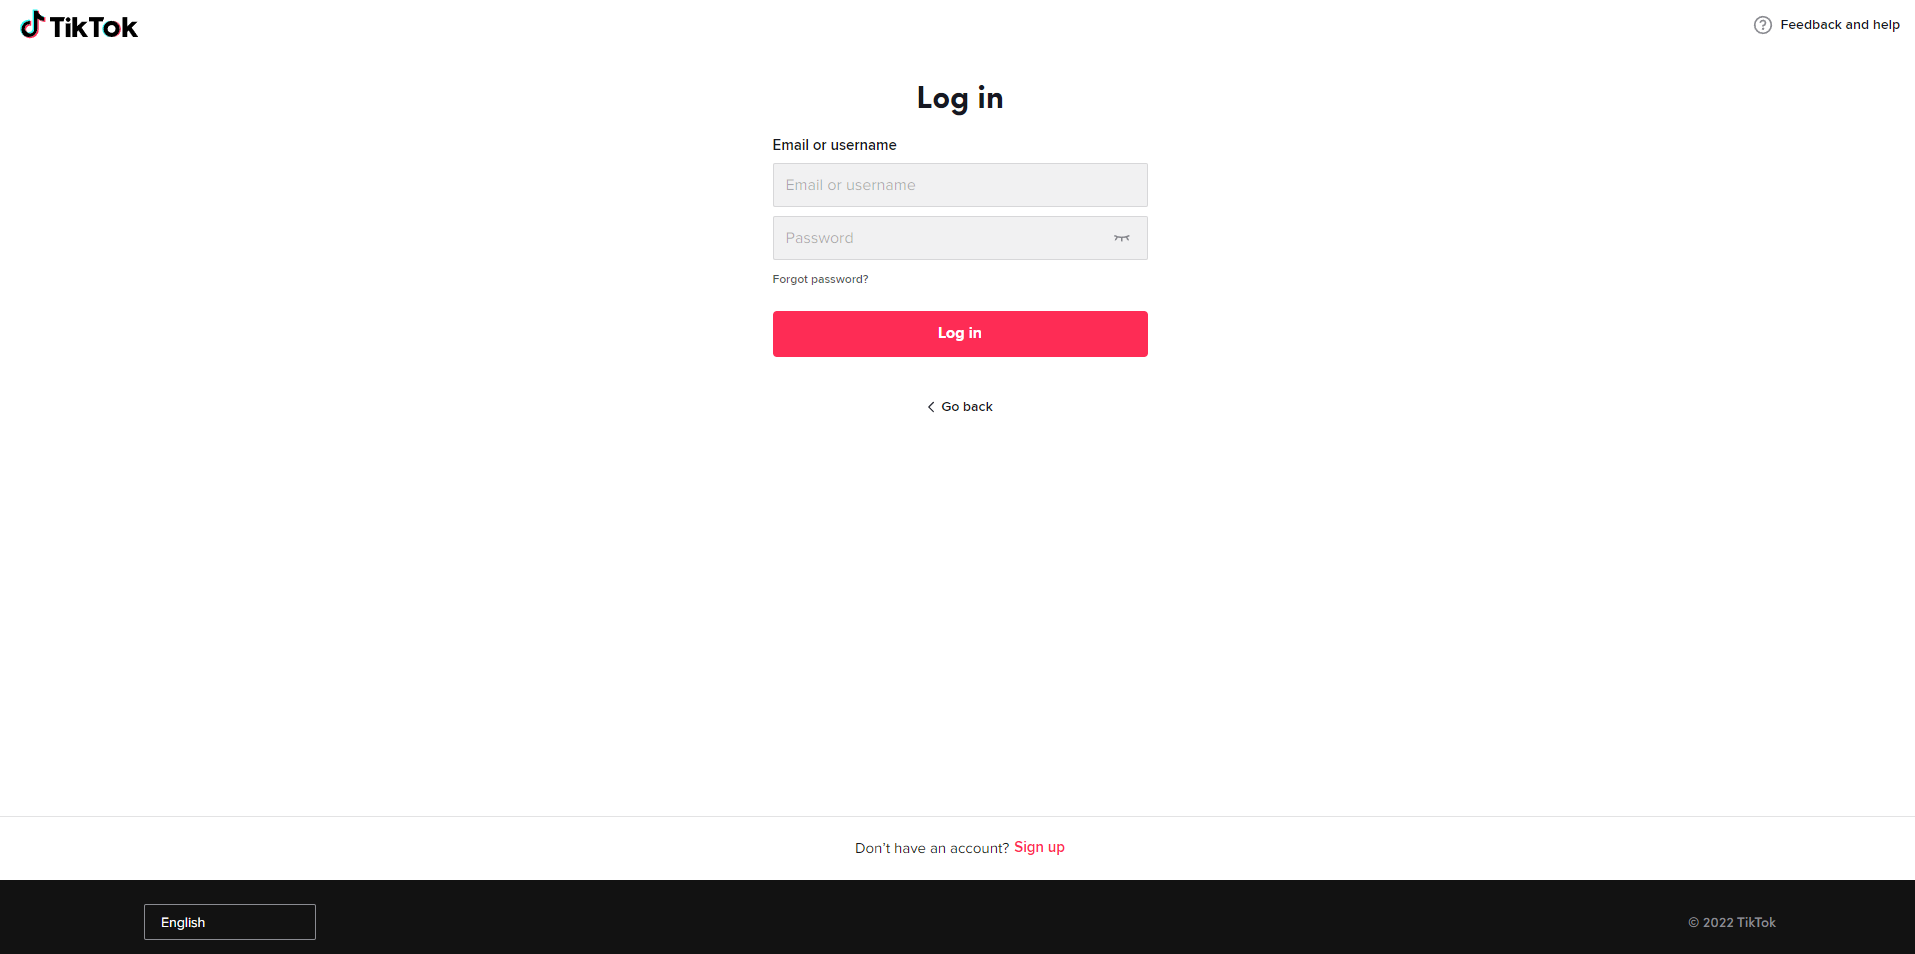 TikTok
Feedback and help
Log in
Email or username
Email or username
Password
Forgot password?
Log in
Go back
Don't have an account? Sign up
English
© 2022 TikTok